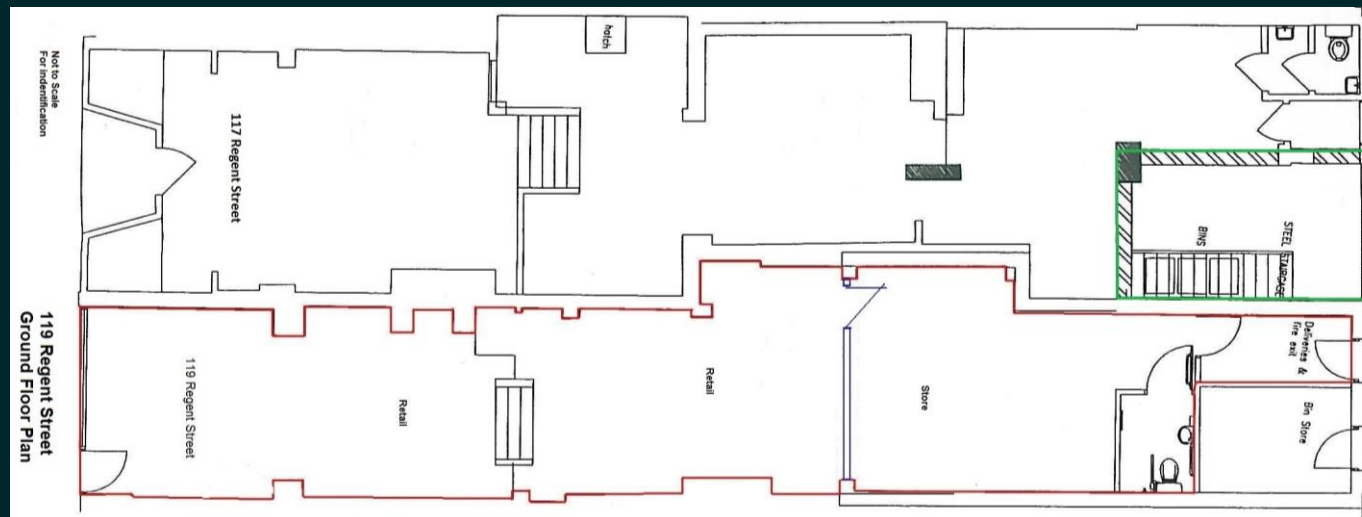 Not to Scale
For Indentification
117 Regent Street
hatch
BINS
STEEL STAIRCASE
119 Regent Street
Ground Floor Plan
119 Regent Street
Retail
Retail
Store
Deliveries &
fire exit
Bin Store